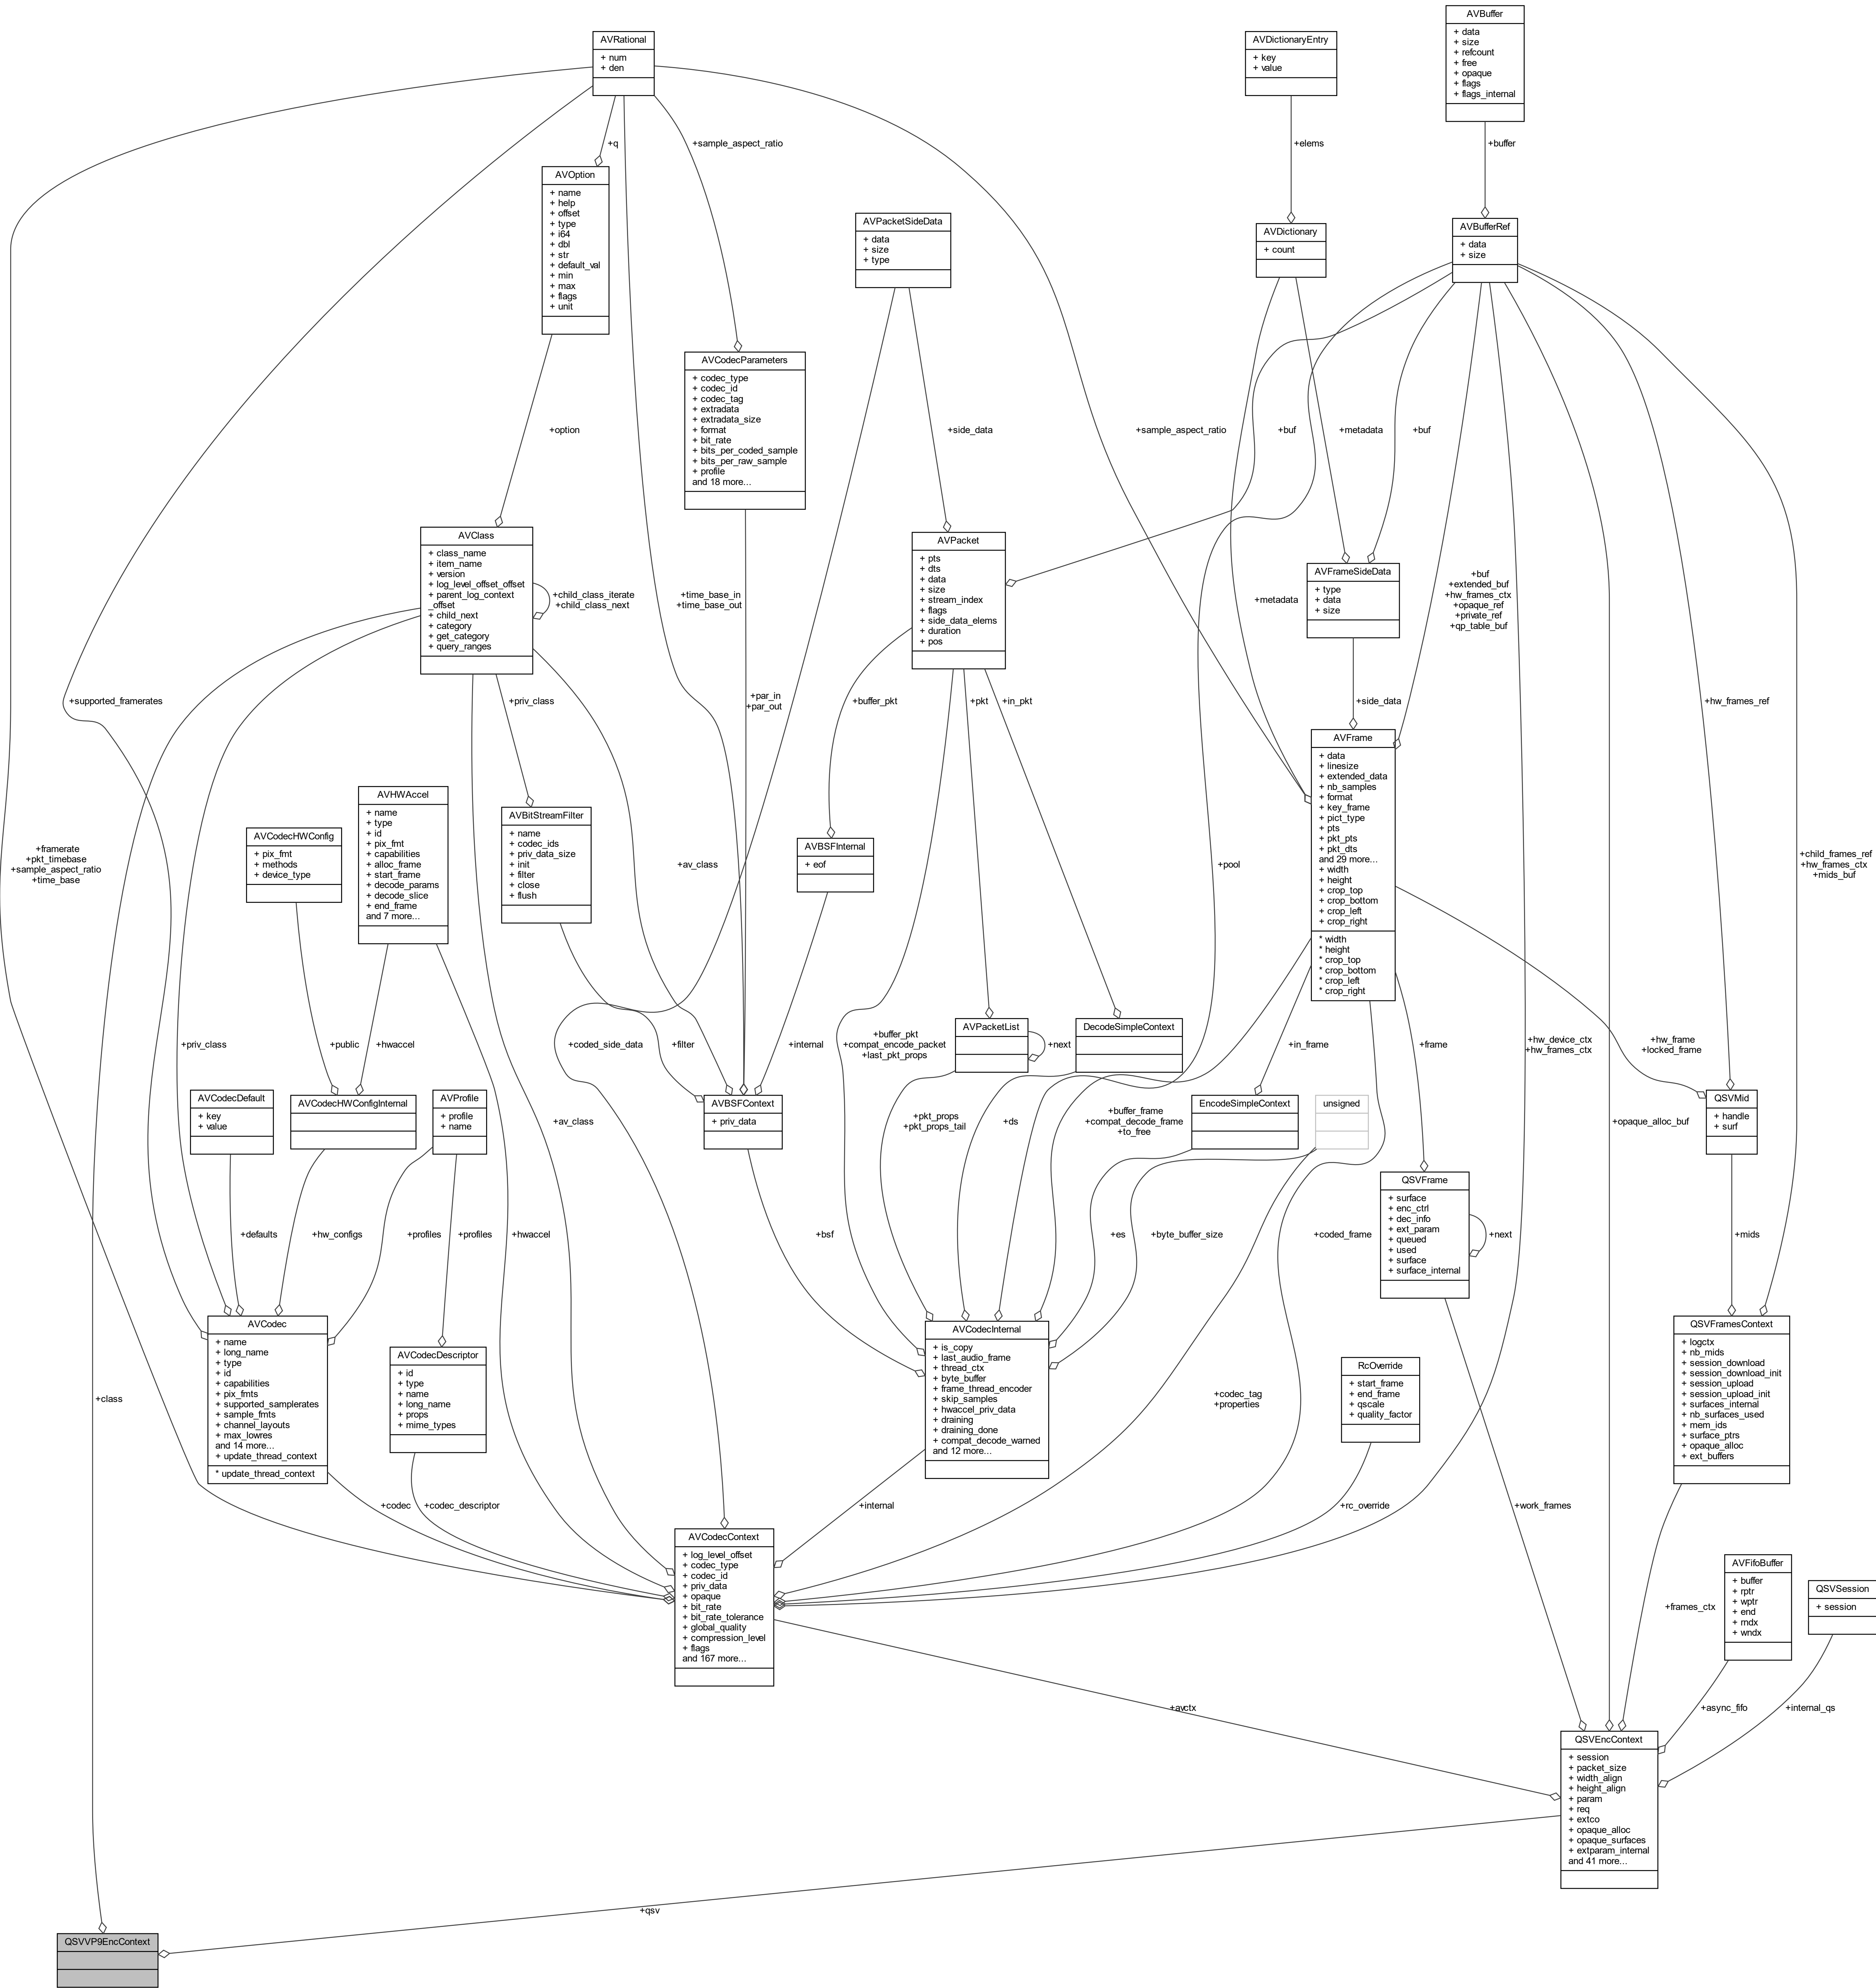 AVBuffer
+ data
+ size
+ refcount
+ free
+ opaque
+ flags
+ flags_internal
AVRational
+ num
+ den
AVDictionaryEntry
+ key
+ value
+q
+sample_aspect_ratio
+elems
+buffer
AVOption
+ name
+ help
+ offset
+ type
+ i64
+ dbl
+ str
+ default_val
+ min
+ max
+ flags
+ unit
AVPacketSideData
+ data
+ size
+ type
AVDictionary
+ count
AVBufferRef
+ data
+ size
AVCodecParameters
+ codec_type
+ codec_id
+ codec_tag
+ extradata
+ extradata_size
+ format
+ bit_rate
+ bits_per_coded_sample
+ bits_per_raw_sample
+ profile
and 18 more...
+option
+side_data
+sample_aspect_ratio
+buf
+metadata
+buf
AVClass
+ class_name
+ item_name
+ version
+ log_level_offset_offset
+ parent_log_context
_offset
+ child_next
+ category
+ get_category
+ query_ranges
+child_class_iterate
+child_class_next
+time_base_in
+time_base_out
AVPacket
+ pts
+ dts
+ data
+ size
+ stream_index
+ flags
+ side_data_elems
+ duration
+ pos
+metadata
AVFrameSideData
+ type
+ data
+ size
+buf
+extended_buf
+hw_frames_ctx
+opaque_ref
+private_ref
+qp_table_buf
+supported_framerates
+priv_class
+par_in
+par_out
+buffer_pkt
+pkt
+in_pkt
+side_data
+hw_frames_ref
AVFrame
+ data
+ linesize
+ extended_data
+ nb_samples
+ format
+ key_frame
+ pict_type
+ pts
+ pkt_pts
+ pkt_dts
and 29 more...
+ width
+ height
+ crop_top
+ crop_bottom
+ crop_left
+ crop_right
* width
* height
* crop_top
* crop_bottom
* crop_left
* crop_right
AVHWAccel
+ name
+ type
+ id
+ pix_fmt
+ capabilities
+ alloc_frame
+ start_frame
+ decode_params
+ decode_slice
+ end_frame
and 7 more...
AVCodecHWConfig
+ pix_fmt
+ methods
+ device_type
AVBitStreamFilter
+ name
+ codec_ids
+ priv_data_size
+ init
+ filter
+ close
+ flush
+av_class
AVBSFInternal
+ eof
+pool
+framerate
+pkt_timebase
+sample_aspect_ratio
+time_base
+child_frames_ref
+hw_frames_ctx
+mids_buf
+priv_class
+public
+hwaccel
+coded_side_data
+filter
+internal
+buffer_pkt
+compat_encode_packet
+last_pkt_props
AVPacketList
+next
DecodeSimpleContext
+in_frame
+frame
+hw_device_ctx
+hw_frames_ctx
+hw_frame
+locked_frame
AVCodecDefault
+ key
+ value
AVCodecHWConfigInternal
AVProfile
+ profile
+ name
+av_class
AVBSFContext
+ priv_data
+pkt_props
+pkt_props_tail
+ds
+buffer_frame
+compat_decode_frame
+to_free
EncodeSimpleContext
unsigned
+opaque_alloc_buf
QSVMid
+ handle
+ surf
QSVFrame
+ surface
+ enc_ctrl
+ dec_info
+ ext_param
+ queued
+ used
+ surface
+ surface_internal
+next
+defaults
+hw_configs
+profiles
+profiles
+hwaccel
+bsf
+es
+byte_buffer_size
+coded_frame
+mids
AVCodec
+ name
+ long_name
+ type
+ id
+ capabilities
+ pix_fmts
+ supported_samplerates
+ sample_fmts
+ channel_layouts
+ max_lowres
and 14 more...
+ update_thread_context
* update_thread_context
AVCodecDescriptor
+ id
+ type
+ name
+ long_name
+ props
+ mime_types
AVCodecInternal
+ is_copy
+ last_audio_frame
+ thread_ctx
+ byte_buffer
+ frame_thread_encoder
+ skip_samples
+ hwaccel_priv_data
+ draining
+ draining_done
+ compat_decode_warned
and 12 more...
+codec_tag
+properties
RcOverride
+ start_frame
+ end_frame
+ qscale
+ quality_factor
QSVFramesContext
+ logctx
+ nb_mids
+ session_download
+ session_download_init
+ session_upload
+ session_upload_init
+ surfaces_internal
+ nb_surfaces_used
+ mem_ids
+ surface_ptrs
+ opaque_alloc
+ ext_buffers
+class
+codec
+codec_descriptor
+internal
+rc_override
+work_frames
AVCodecContext
+ log_level_offset
+ codec_type
+ codec_id
+ priv_data
+ opaque
+ bit_rate
+ bit_rate_tolerance
+ global_quality
+ compression_level
+ flags
and 167 more...
+frames_ctx
AVFifoBuffer
+ buffer
+ rptr
+ wptr
+ end
+ rndx
+ wndx
QSVSession
+ session
+avctx
+async_fifo
+internal_qs
QSVEncContext
+ session
+ packet_size
+ width_align
+ height_align
+ param
+ req
+ extco
+ opaque_alloc
+ opaque_surfaces
+ extparam_internal
and 41 more...
+qsv
QSVVP9EncContext